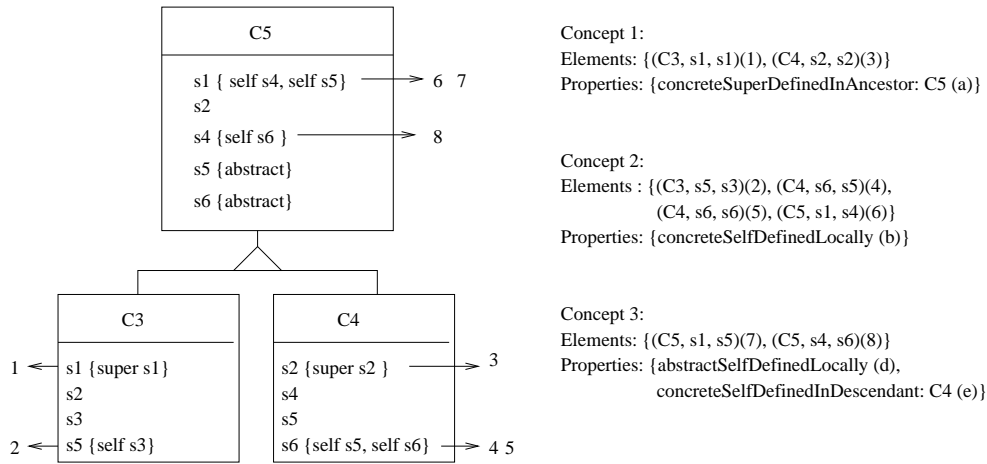 C5
s1 { self s4, self s5}
6 7
s2
s4 {self s6 }
8
s5 {abstract}
s6 {abstract}
C3
1
s1 {super s1}
s2
s3
2
s5 {self s3}
C4
s2 {super s2 }
3
s4
s5
s6 {self s5, self s6}
4 5
Concept 1:
Elements: {(C3, s1, s1)(1), (C4, s2, s2)(3)}
Properties: {concreteSuperDefinedInAncestor: C5 (a)}
Concept 2:
Elements : {(C3, s5, s3)(2), (C4, s6, s5)(4),
(C4, s6, s6)(5), (C5, s1, s4)(6)}
Properties: {concreteSelfDefinedLocally (b)}
Concept 3:
Elements: {(C5, s1, s5)(7), (C5, s4, s6)(8)}
Properties: {abstractSelfDefinedLocally (d),
concreteSelfDefinedInDescendant: C4 (e)}